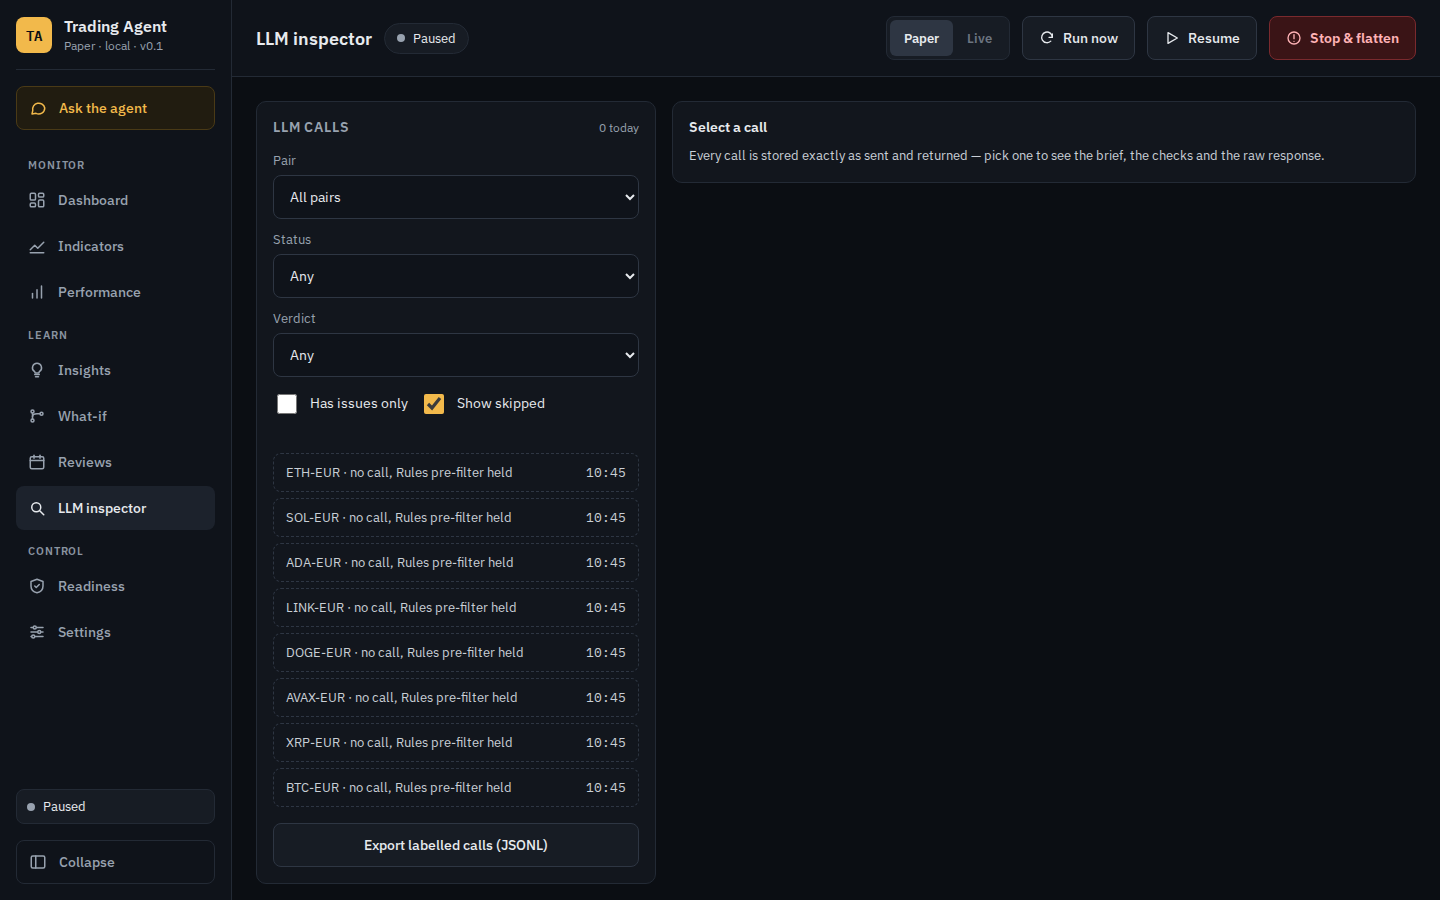 TA
Trading Agent
Paper · local · v0.1
Ask the agent
MONITOR
Dashboard
Indicators
Performance
LEARN
Insights
What-if
Reviews
LLM inspector
CONTROL
Readiness
Settings
Paused
Collapse
LLM inspector
Paused
Paper
Live
Run now
Resume
Stop & flatten
LLM CALLS
0 today
Pair
All pairs
Status
Any
Verdict
Any
Has issues only
Show skipped
ETH-EUR · no call, Rules pre-filter held 10:45
SOL-EUR · no call, Rules pre-filter held 10:45
ADA-EUR · no call, Rules pre-filter held 10:45
LINK-EUR · no call, Rules pre-filter held 10:45
DOGE-EUR · no call, Rules pre-filter held 10:45
AVAX-EUR · no call, Rules pre-filter held 10:45
XRP-EUR · no call, Rules pre-filter held 10:45
BTC-EUR · no call, Rules pre-filter held 10:45
Export labelled calls (JSONL)
Select a call
Every call is stored exactly as sent and returned — pick one to see the brief, the checks and the raw response.